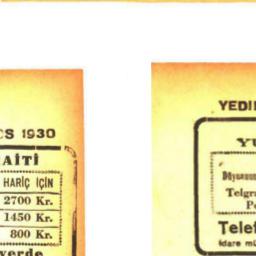 CS 1930
AİTİ
HARİÇ İÇİN
2700 Kr.
1450 Kr.
800 Kr.
yerde
YEDI
YU
Telgr
Telef
İdare mü